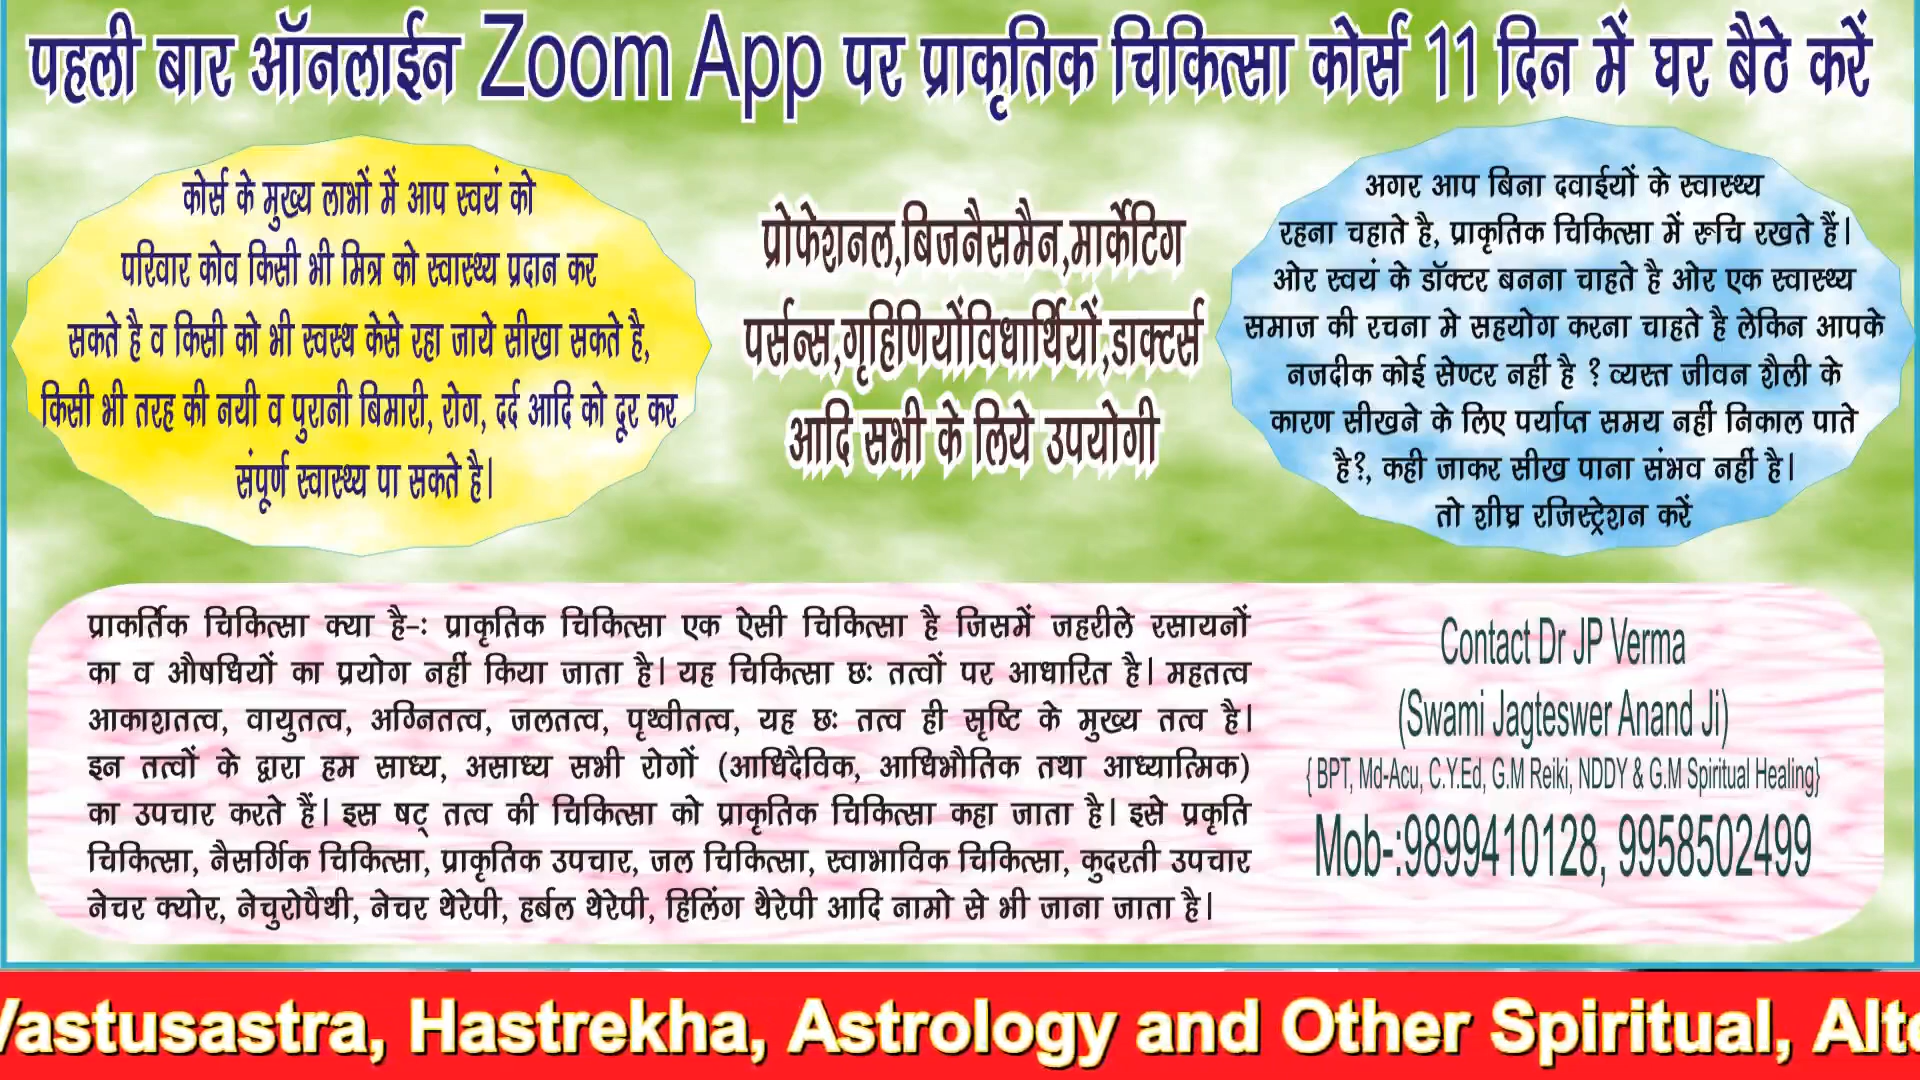 पहली बार ऑनलाईन Zoom App पर प्राकृतिक चिकित्सा कोर्स 11 दिन में घर बैठे करें
कोर्स के मुख्य लाभों में आप स्वयं को
परिवार कोव किसी भी मित्र को स्वास्थ्य प्रदान कर
सकते है व किसी को भी स्वस्थ केसे रहा जाये सीखा सकते है,
किसी भी तरह की नयी व पुरानी बिमारी, रोग, दर्द आदि को दूर कर
संपूर्ण स्वास्थ्य पा सकते है।
प्रोफेशनल,बिजनैसमैन,मार्केटिग
पर्सन्स,गृहिणियोंविधार्थियों,डाक्टर्स
आदि सभी के लिये उपयोगी
अगर आप बिना दवाईयों के स्वास्थ्य
रहना चहाते है, प्राकृतिक चिकित्सा में रूचि रखते हैं।
ओर स्वयं के डॉक्टर बनना चाहते है ओर एक स्वास्थ्य
समाज की रचना मे सहयोग करना चाहते है लेकिन आपके
नजदीक कोई सेण्टर नहीं है ? व्यस्त जीवन शैली के
कारण सीखने के लिए पर्याप्त समय नहीं निकाल पाते
है?, कही जाकर सीख पाना संभव नहीं है।
तो शीघ्र रजिस्ट्रेशन करें
प्राकर्तिक चिकित्सा क्या है-: प्राकृतिक चिकित्सा एक ऐसी चिकित्सा है जिसमें जहरीले रसायनों
का व औषधियों का प्रयोग नहीं किया जाता है। यह चिकित्सा छः तत्वों पर आधारित है। महतत्व
आकाशतत्व, वायुतत्व, अग्नितत्व, जलतत्व, पृथ्वीतत्व, यह छः तत्व ही सृष्टि के मुख्य तत्व है।
इन तत्वों के द्वारा हम साध्य, असाध्य सभी रोगों (आधिदैविक, आधिभौतिक तथा आध्यात्मिक)
का उपचार करते हैं। इस षट् तत्व की चिकित्सा को प्राकृतिक चिकित्सा कहा जाता है। इसे प्रकृति
चिकित्सा, नैसर्गिक चिकित्सा, प्राकृतिक उपचार, जल चिकित्सा, स्वाभाविक चिकित्सा, कुदरती उपचार
नेचर क्योर, नेचुरोपैथी, नेचर थेरेपी, हर्बल थेरेपी, हिलिंग थैरेपी आदि नामो से भी जाना जाता है।
Contact Dr JP Verma
(Swami Jagteswer Anand Ji)
{ BPT, Md-Acu, C.Y.Ed, G.M Reiki, NDDY & G.M Spiritual Healing}
Mob-:9899410128, 9958502499
Vastusastra, Hastrekha, Astrology and Other Spiritual, Alte